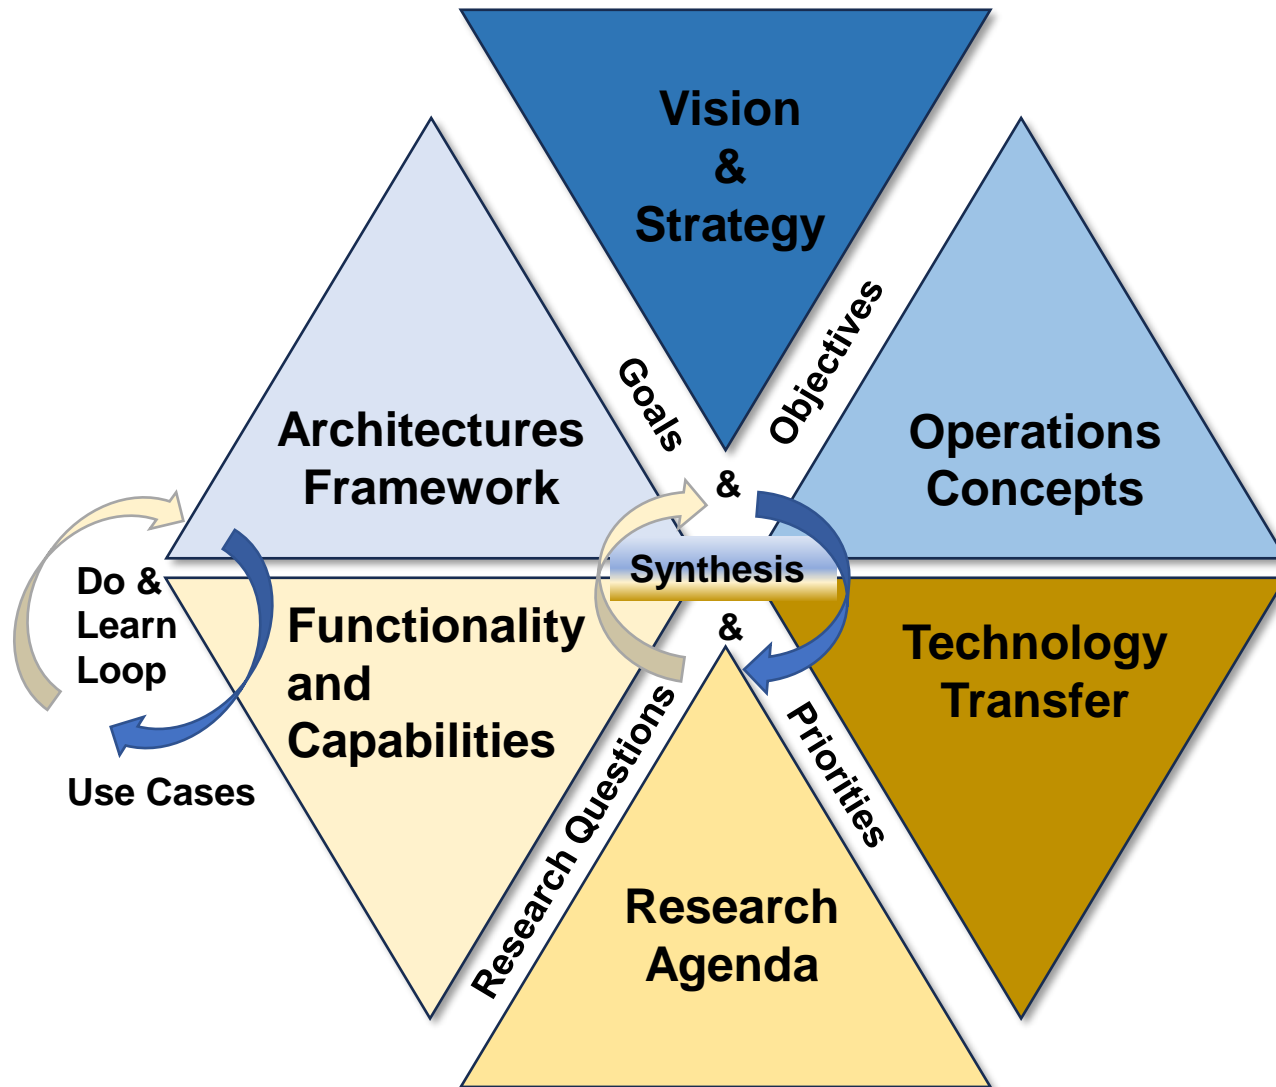 Vision
&
Strategy
Goals
&
Objectives
Architectures
Framework
Operations
Concepts
Do &
Learn
Loop
Synthesis
Functionality
and
Capabilities
&
Technology
Transfer
Use Cases
Research Questions
Priorities
Research
Agenda